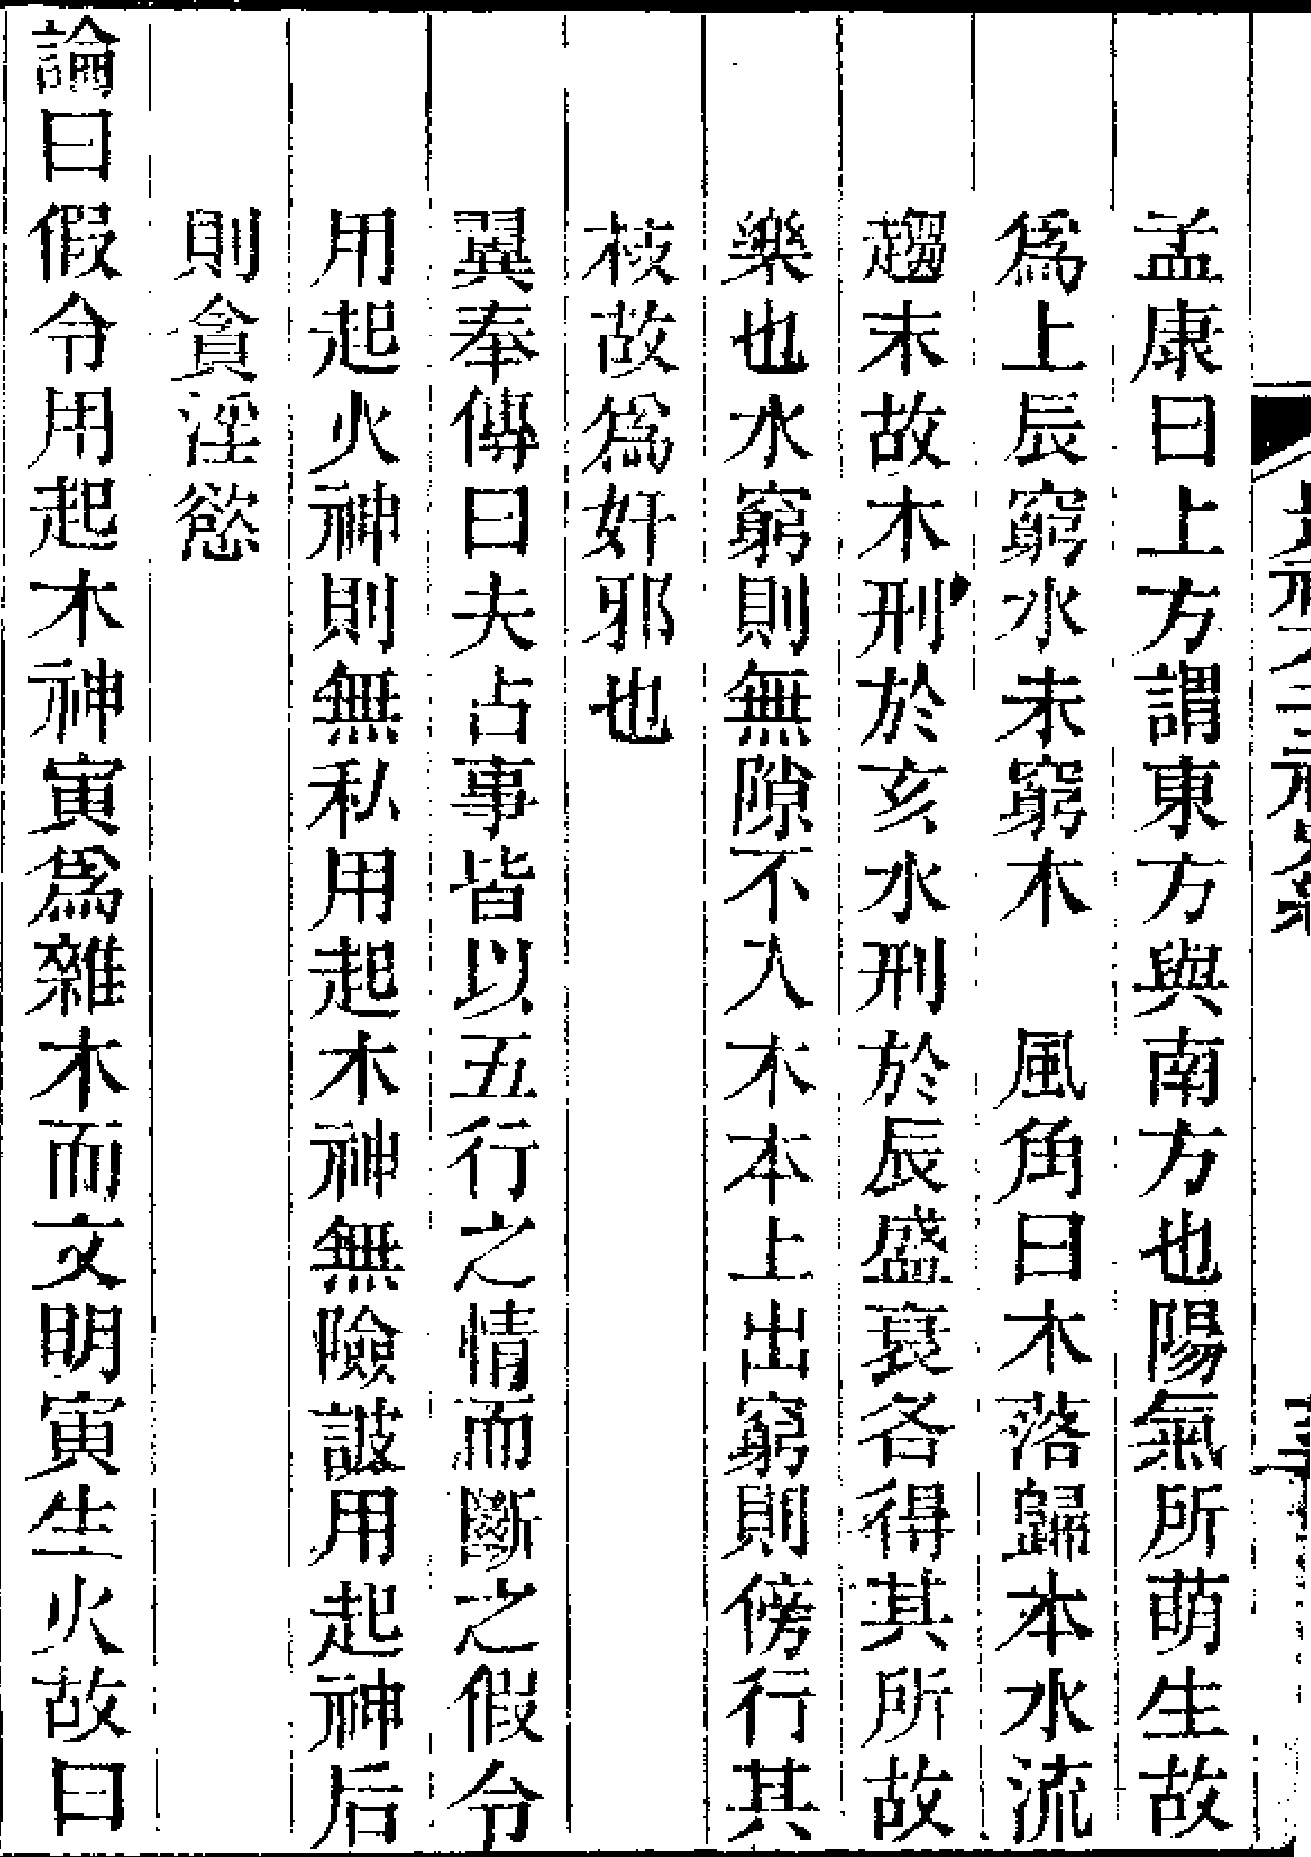 孟康曰上方謂東方與南方也陽氣所萌生故
爲上辰窮水未窮木　風角曰木落歸本水流
趨末故木刑於亥水刑於辰盛衰各得其所故
樂也水窮則無隙不入木本上出窮則傍行其
核故爲奸邪也
翼奉傳曰夫占事皆以五行之情而斷之假令
用起火神則無私用起木神無險詖用起神后
則貪淫慾
論曰假令用起木神寅爲雜木而文明寅生火故曰